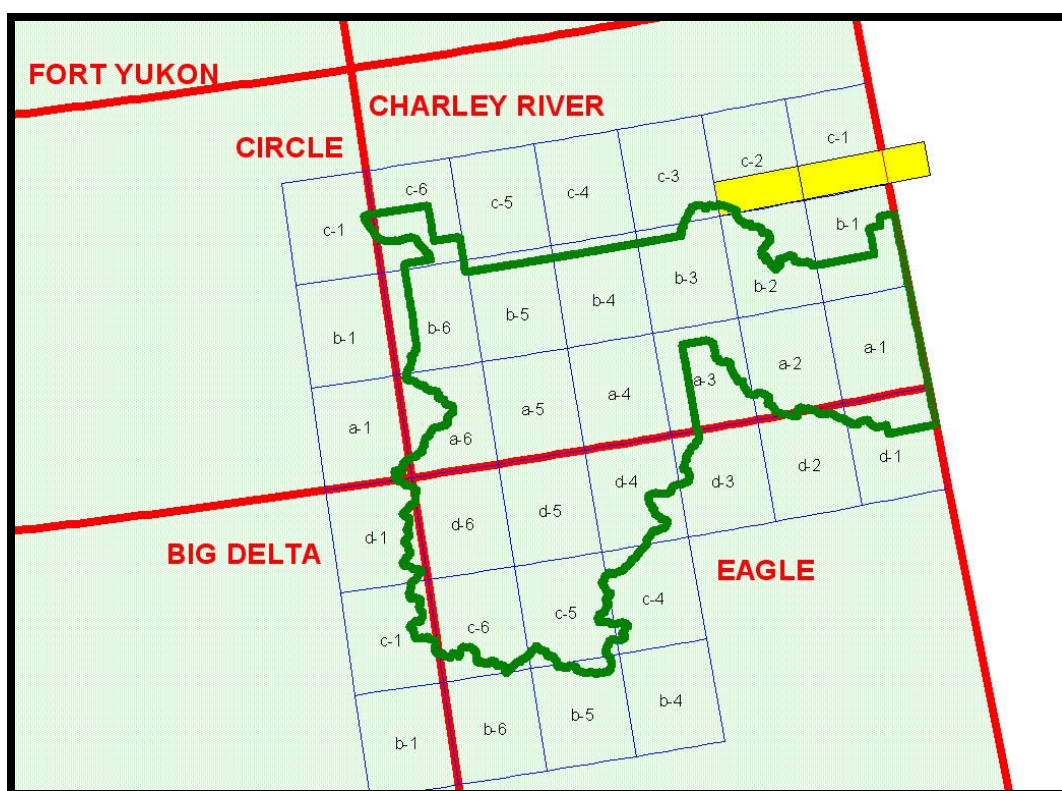 FORT YUKON
CHARLEY RIVER
CIRCLE
c-1
c-2
c-3
c-4
c-5
c-6
c-1
b-1
b-2
b-3
b-4
b-5
b-6
b-1
a-1
a-2
a-3
a-4
a-5
a-6
a-1
d-1
d-2
d-3
d-4
d-5
d-6
d-1
BIG DELTA
EAGLE
c-4
c-5
c-6
c-1
b-4
b-5
b-6
b-1